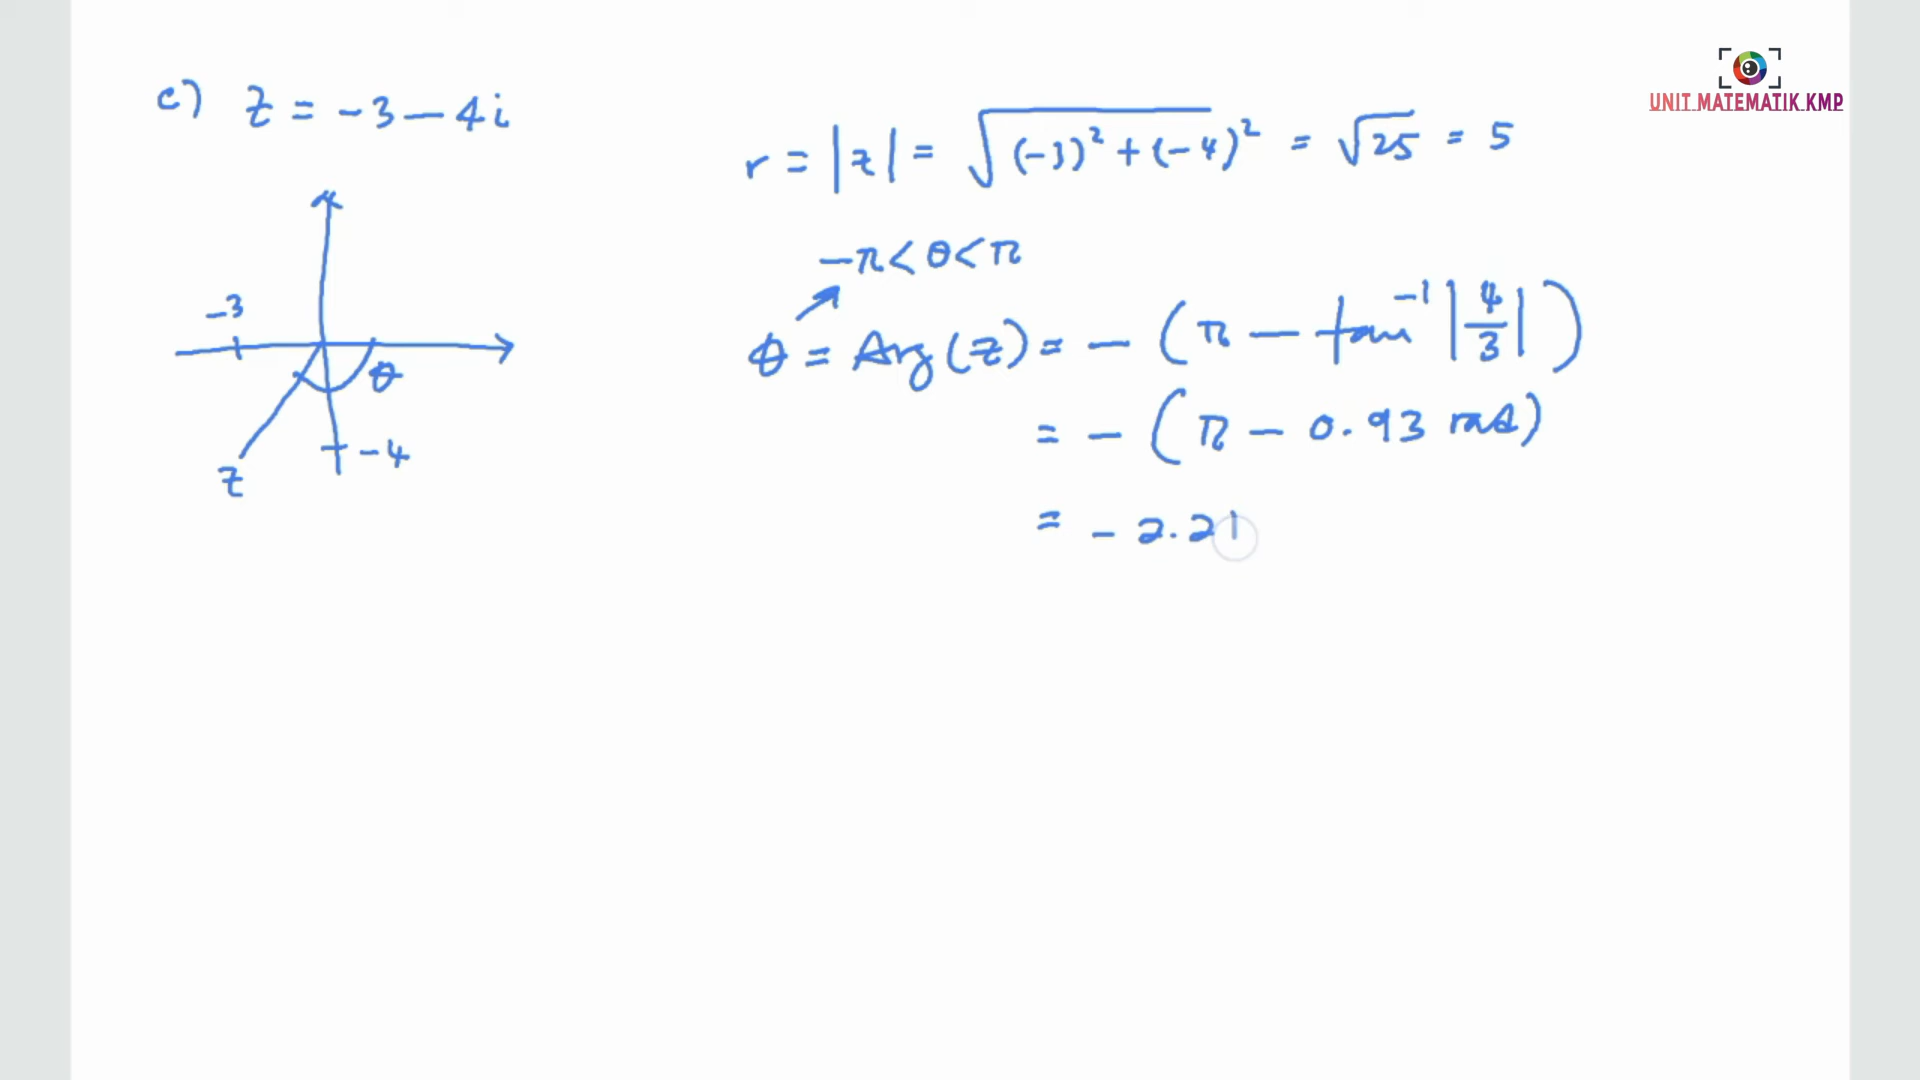 c) z = -3 - 4i
UNIT MATEMATIK KMP
r = |z| = √((-3)² + (-4)²) = √25 = 5
-π < θ < π
θ = Arg(z) = - (π - tan⁻¹ |4/3|)
= - (π - 0.93 rad)
= - 2.21
-3
θ
-4
z